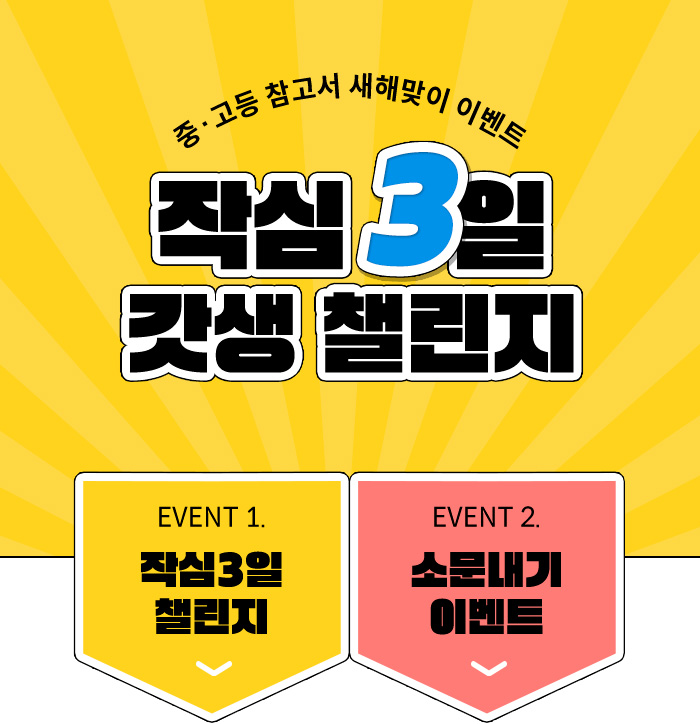 중·고등 참고서 새해맞이 이벤트
작심 3일
갓생 챌린지
EVENT 1.
작심3일
챌린지
EVENT 2.
소문내기
이벤트